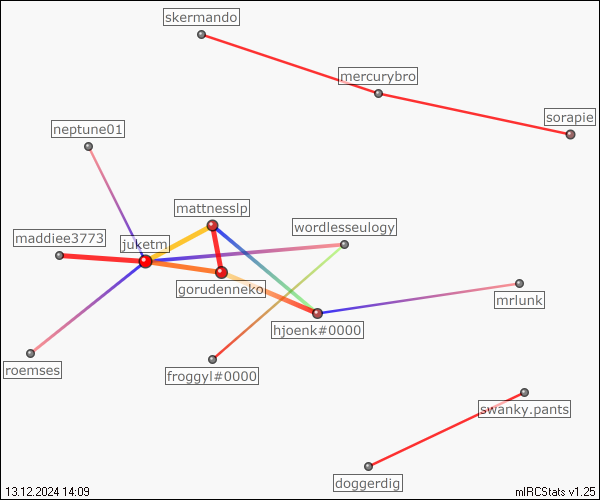 skermando
mercurybro
sorapie
neptune01
mattnesslp
wordlesseulogy
maddiee3773
juketm
gorudenneko
mrlunk
hjoenk#0000
roemses
froggyl#0000
swanky.pants
doggerdig
13.12.2024 14:09
mIRCStats v1.25